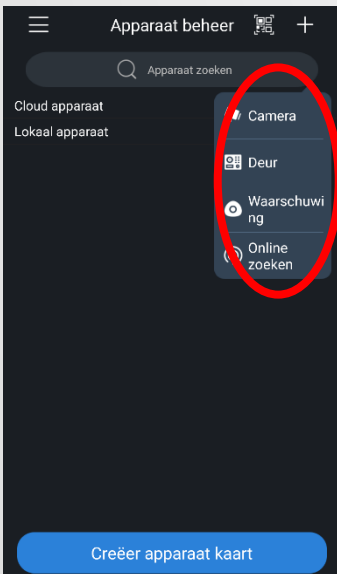 Apparaat beheer
Apparaat zoeken
Cloud apparaat
Lokaal apparaat
Camera
Deur
Waarschuwi
ng
Online
zoeken
Creëer apparaat kaart